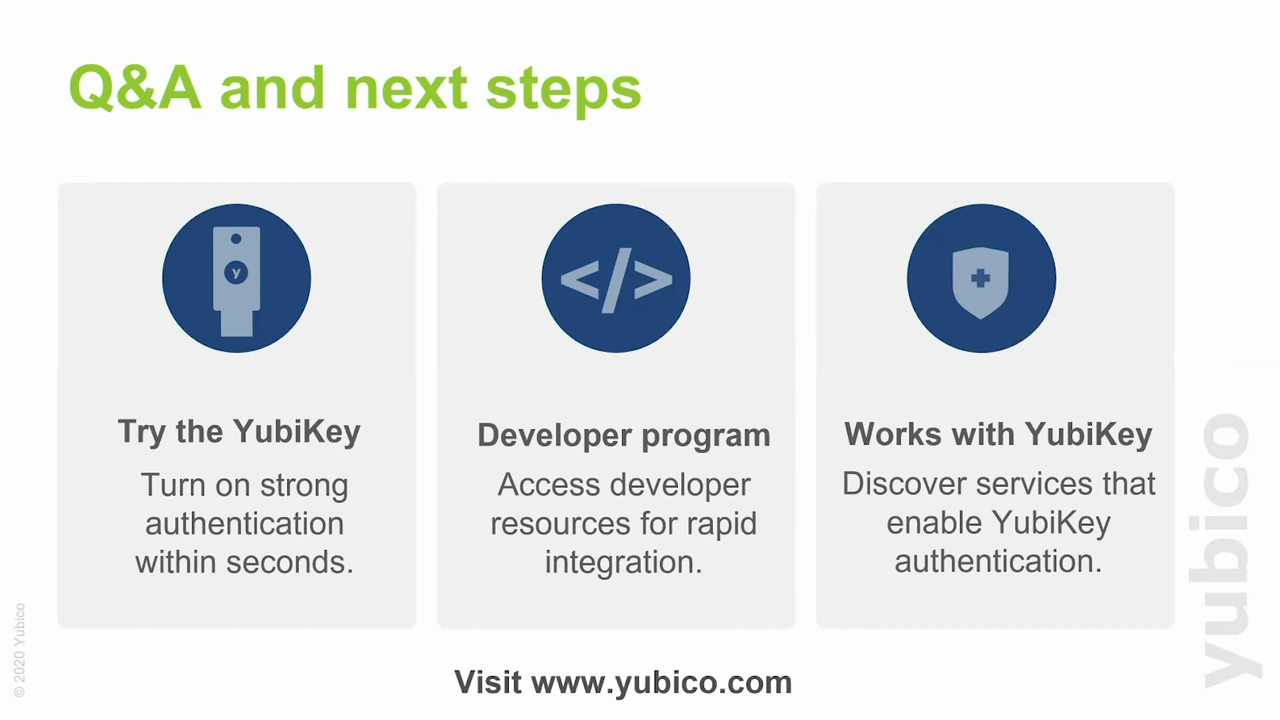 Q&A and next steps
y
</>
Try the YubiKey
Turn on strong
authentication
within seconds.
Developer program
Access developer
resources for rapid
integration.
Works with YubiKey
Discover services that
enable YubiKey
authentication.
Visit www.yubico.com
© 2020 Yubico
yubico